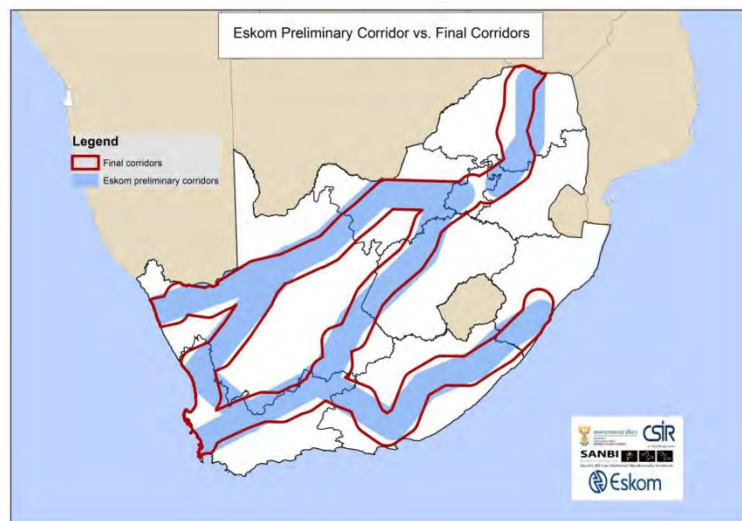 Eskom Preliminary Corridor vs. Final Corridors
Legend
Final corridors
Eskom preliminary corridors
environmental affairs
CSIR
SANBI
South African National Biodiversity Institute
Eskom